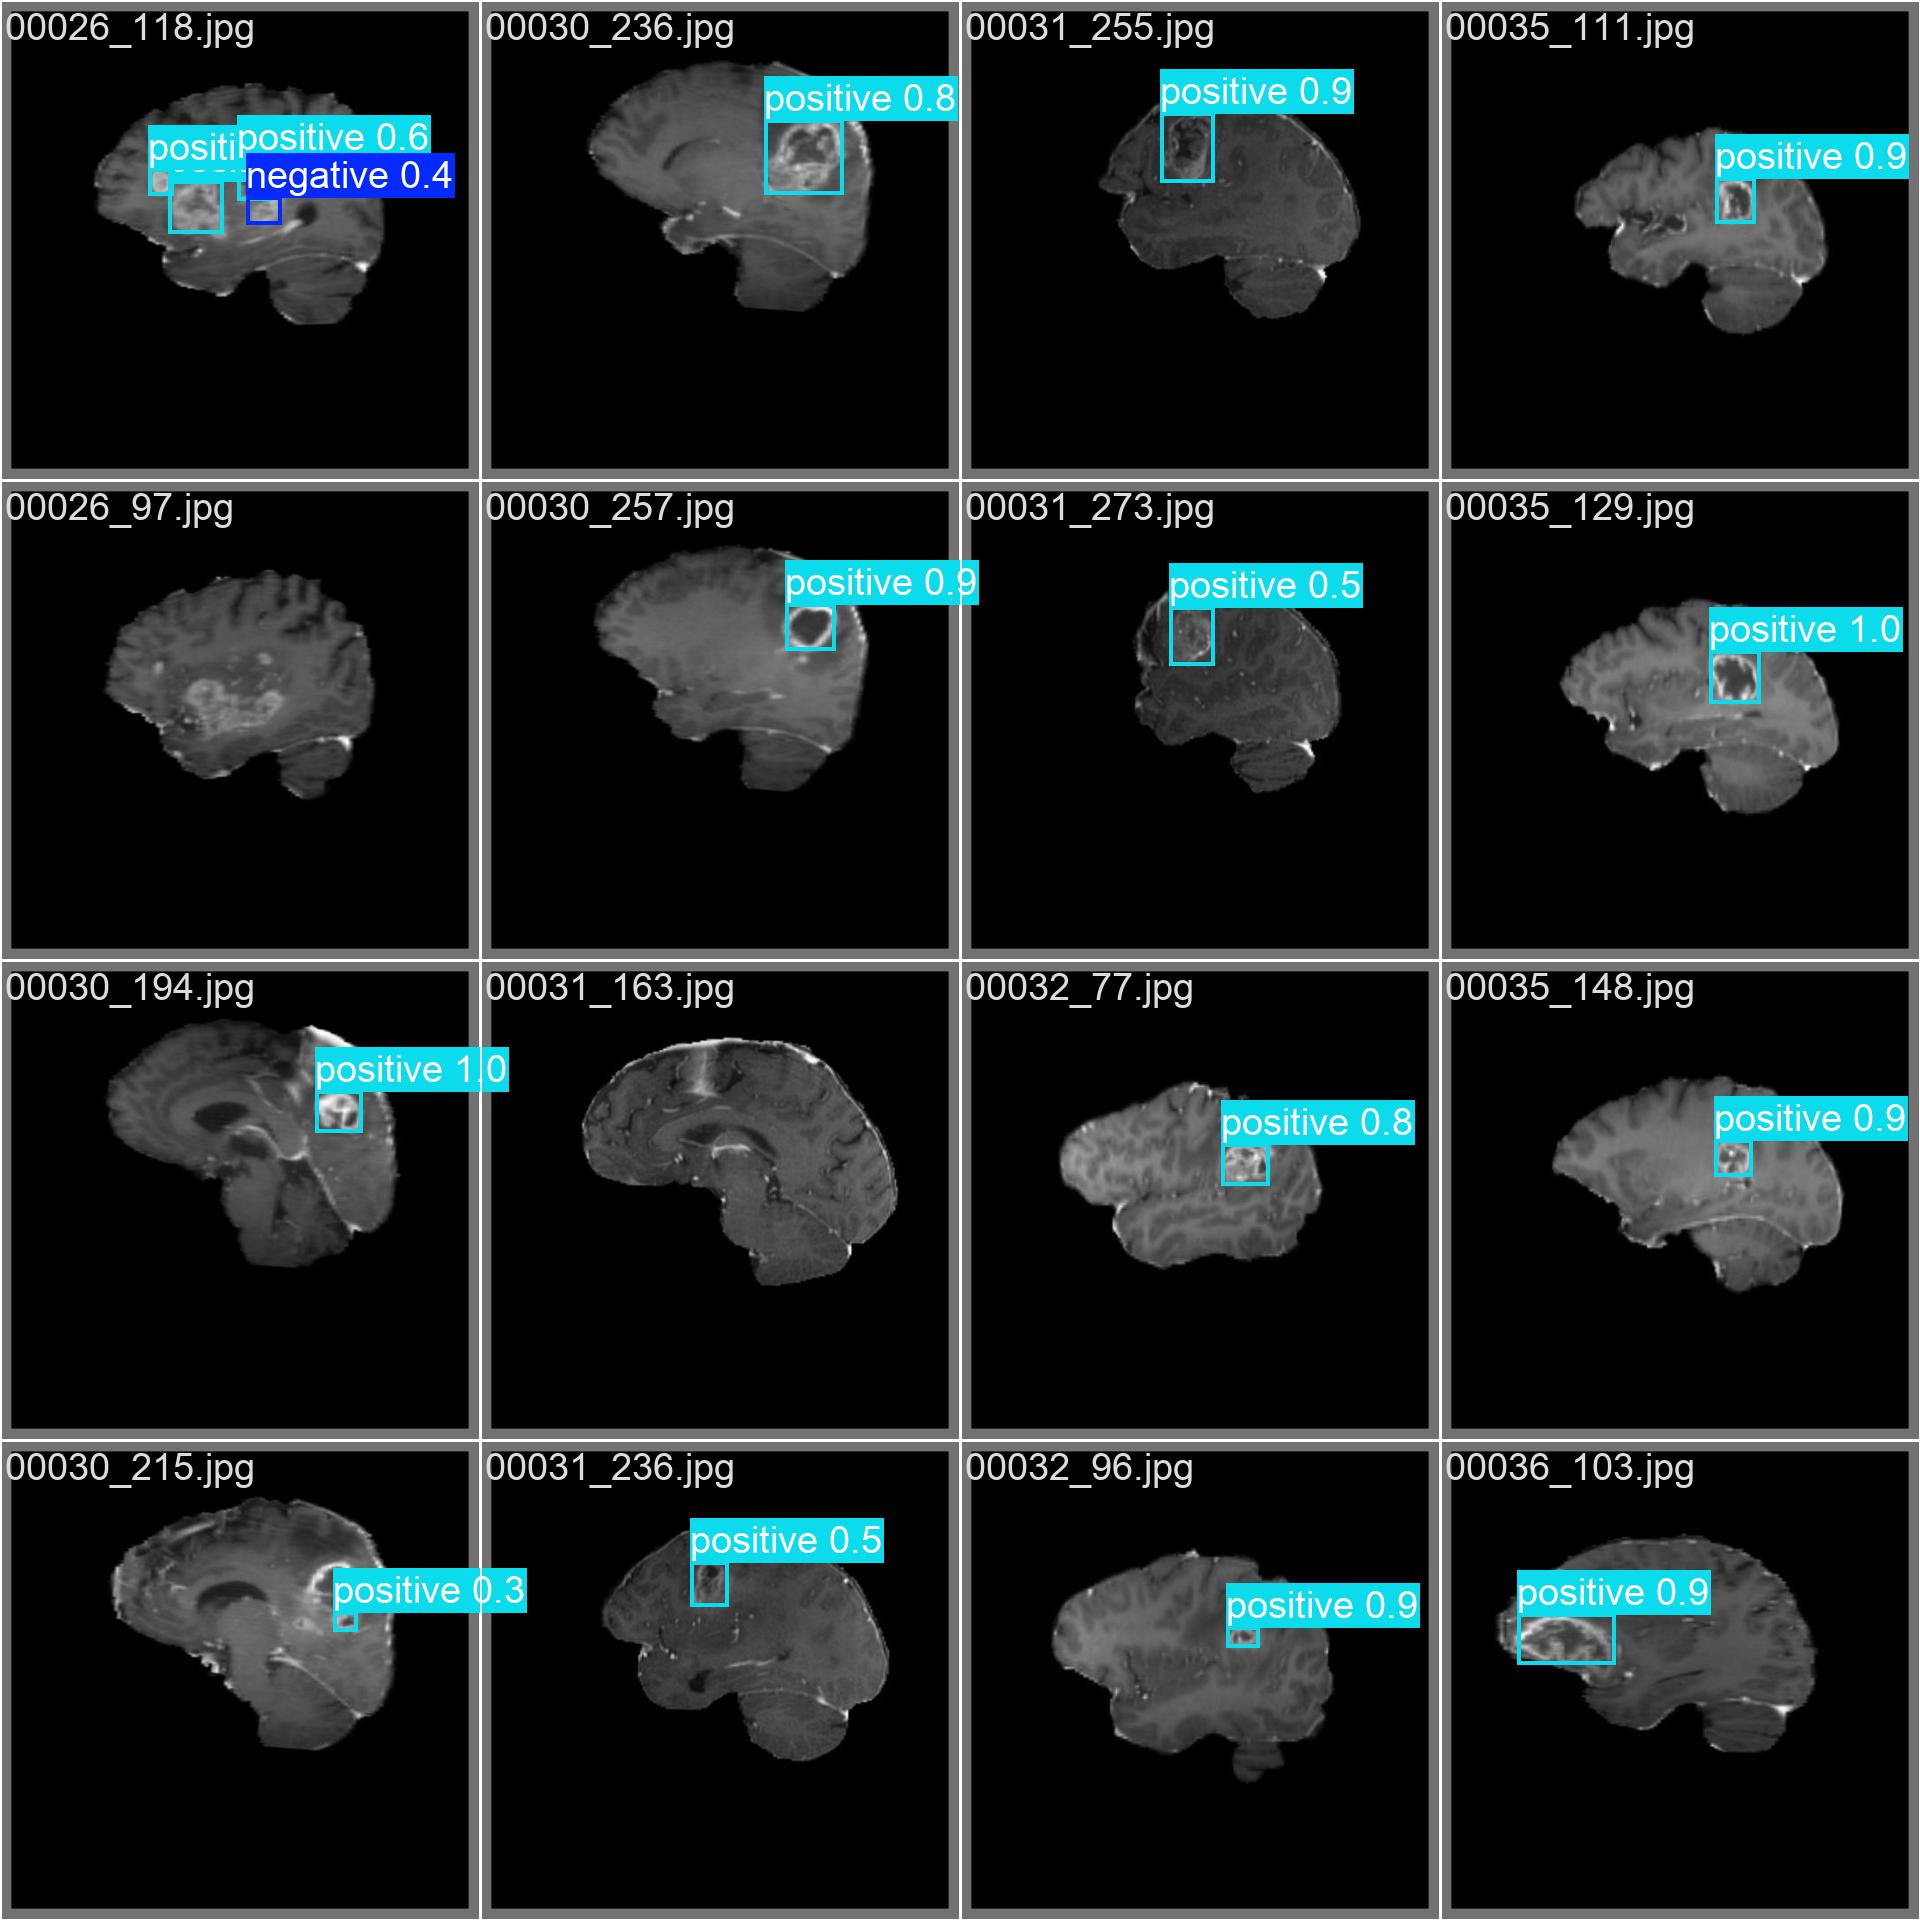 00026_118.jpg
positive 0.6
negative 0.4
00030_236.jpg
positive 0.8
00031_255.jpg
positive 0.9
00035_111.jpg
positive 0.9
00026_97.jpg
00030_257.jpg
positive 0.9
00031_273.jpg
positive 0.5
00035_129.jpg
positive 1.0
00030_194.jpg
positive 1.0
00031_163.jpg
00032_77.jpg
positive 0.8
00035_148.jpg
positive 0.9
00030_215.jpg
positive 0.3
00031_236.jpg
positive 0.5
00032_96.jpg
positive 0.9
00036_103.jpg
positive 0.9